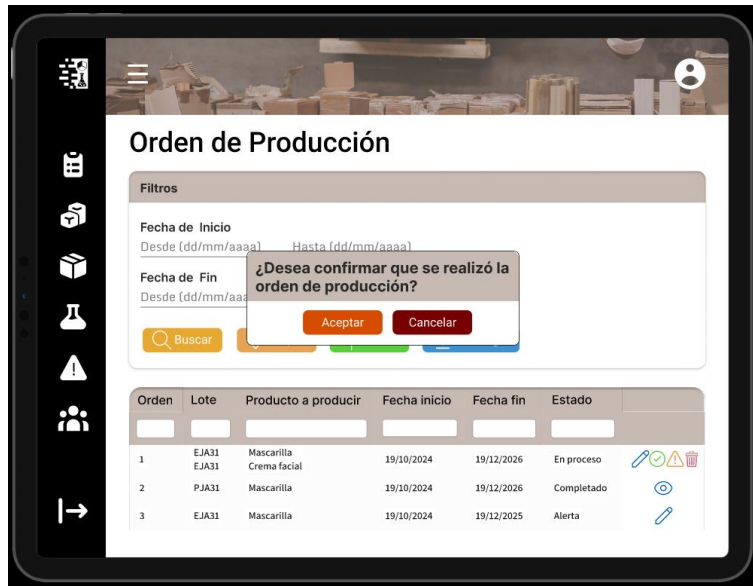 Orden de Producción
Filtros
Fecha de Inicio
Desde (dd/mm/aaaa) Hasta (dd/mm/aaaa)
¿Desea confirmar que se realizó la
orden de producción?
Fecha de Fin
Desde (dd/mm/aaa
Aceptar Cancelar
Buscar
Orden Lote Producto a producir Fecha inicio Fecha fin Estado
1 EJA31 Mascarilla 19/10/2024 19/12/2026 En proceso
EJA31 Crema facial
2 PJA31 Mascarilla 19/10/2024 19/12/2026 Completado
3 EJA31 Mascarilla 19/10/2024 19/12/2025 Alerta